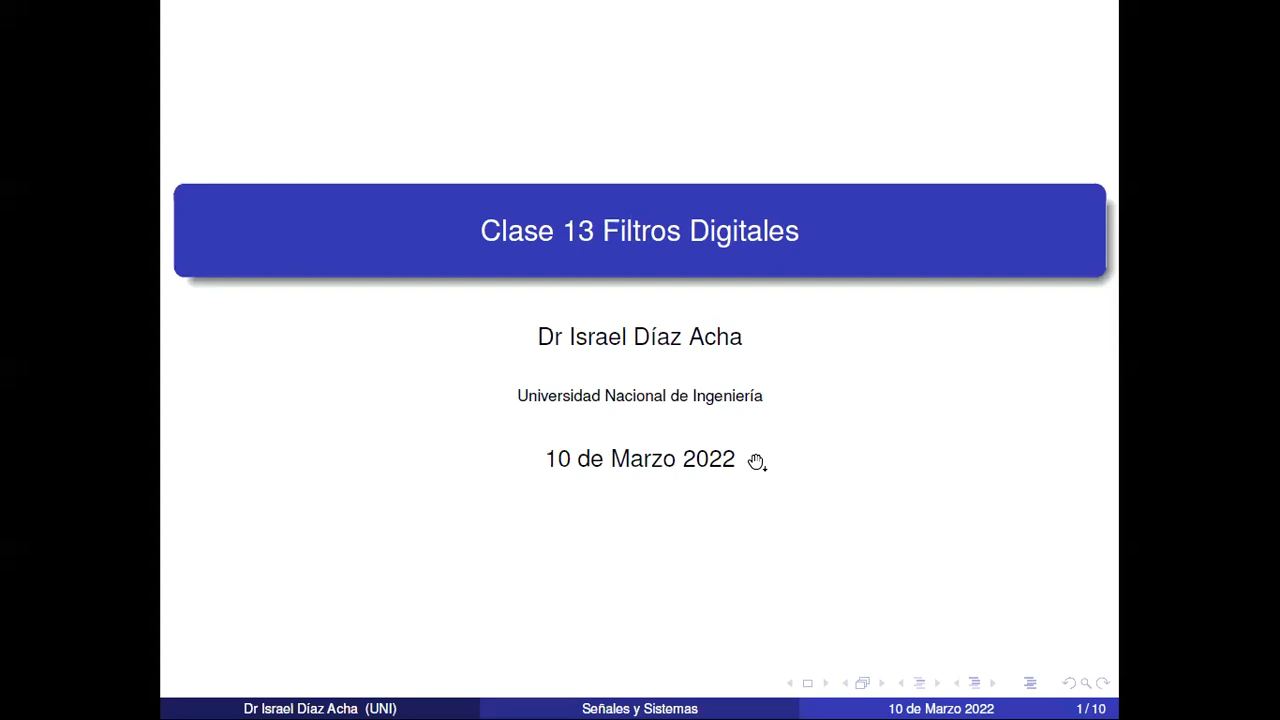 Clase 13 Filtros Digitales
Dr Israel Díaz Acha
Universidad Nacional de Ingeniería
10 de Marzo 2022
Dr Israel Díaz Acha (UNI) Señales y Sistemas 10 de Marzo 2022 1 / 10